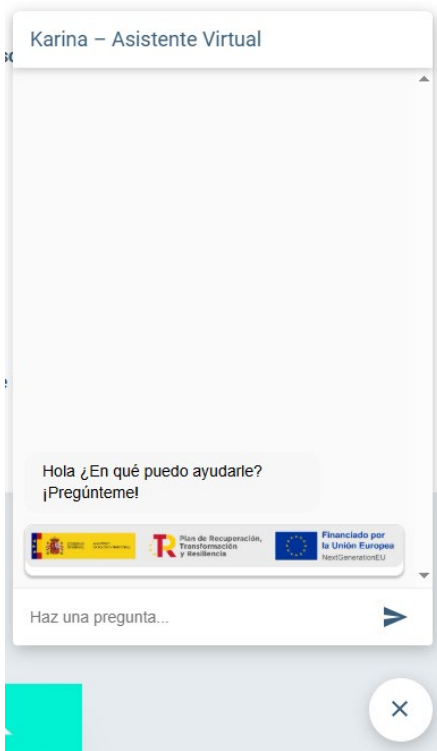 Karina – Asistente Virtual
Hola ¿En qué puedo ayudarle?
¡Pregúnteme!
Plan de Recuperación,
Transformación
y Resiliencia
Financiado por
la Unión Europea
NextGenerationEU
Haz una pregunta...